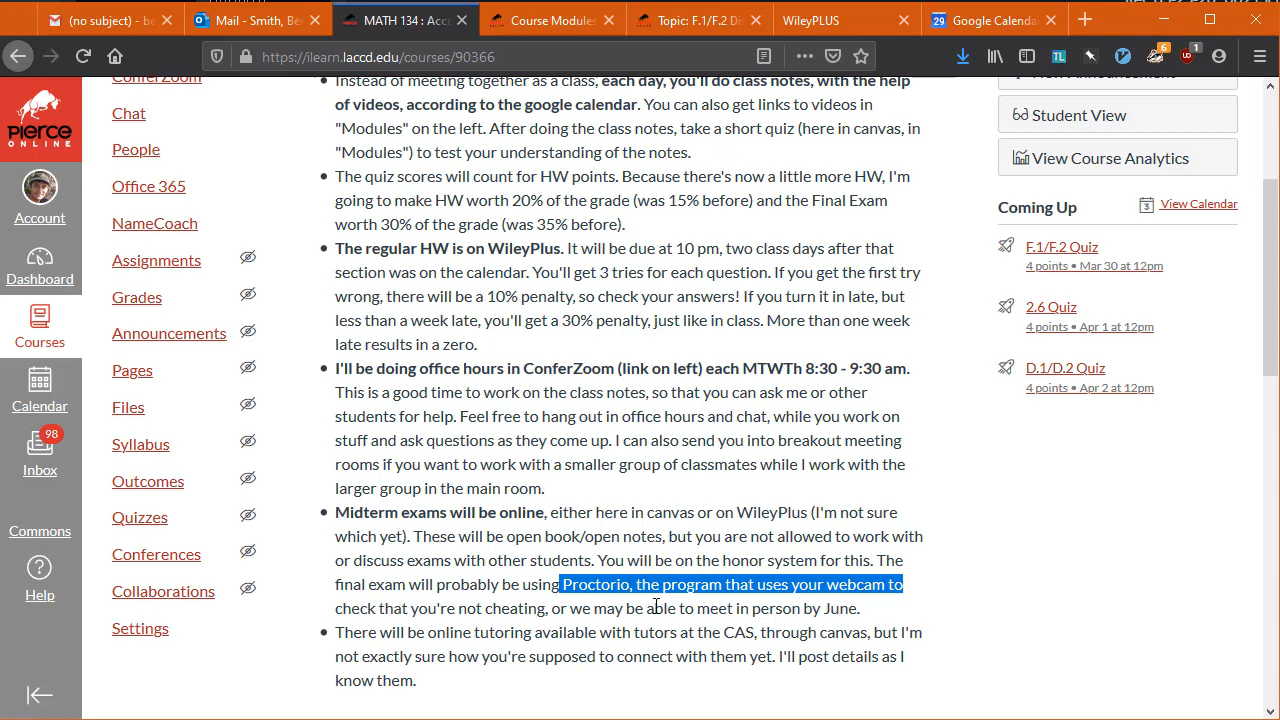 (no subject) - be
Mail - Smith, Be
MATH 134 : Acc
Course Modules
Topic: F.1/F.2 Di
WileyPLUS
29
Google Calenda
https://ilearn.laccd.edu/courses/90366
TL
6
1
PIERCE
ONLINE
Account
Dashboard
Courses
Calendar
98
Inbox
Commons
Help
ConferZoom
Chat
People
Office 365
NameCoach
Assignments
Grades
Announcements
Pages
Files
Syllabus
Outcomes
Quizzes
Conferences
Collaborations
Settings
Instead of meeting together as a class, each day, you'll do class notes, with the help
of videos, according to the google calendar. You can also get links to videos in
"Modules" on the left. After doing the class notes, take a short quiz (here in canvas, in
"Modules") to test your understanding of the notes.
The quiz scores will count for HW points. Because there's now a little more HW, I'm
going to make HW worth 20% of the grade (was 15% before) and the Final Exam
worth 30% of the grade (was 35% before).
The regular HW is on WileyPlus. It will be due at 10 pm, two class days after that
section was on the calendar. You'll get 3 tries for each question. If you get the first try
wrong, there will be a 10% penalty, so check your answers! If you turn it in late, but
less than a week late, you'll get a 30% penalty, just like in class. More than one week
late results in a zero.
I'll be doing office hours in ConferZoom (link on left) each MTWTh 8:30 - 9:30 am.
This is a good time to work on the class notes, so that you can ask me or other
students for help. Feel free to hang out in office hours and chat, while you work on
stuff and ask questions as they come up. I can also send you into breakout meeting
rooms if you want to work with a smaller group of classmates while I work with the
larger group in the main room.
Midterm exams will be online, either here in canvas or on WileyPlus (I'm not sure
which yet). These will be open book/open notes, but you are not allowed to work with
or discuss exams with other students. You will be on the honor system for this. The
final exam will probably be using Proctorio, the program that uses your webcam to
check that you're not cheating, or we may be able to meet in person by June.
There will be online tutoring available with tutors at the CAS, through canvas, but I'm
not exactly sure how you're supposed to connect with them yet. I'll post details as I
know them.
Student View
View Course Analytics
Coming Up
3
View Calendar
F.1/F.2 Quiz
4 points • Mar 30 at 12pm
2.6 Quiz
4 points • Apr 1 at 12pm
D.1/D.2 Quiz
4 points • Apr 2 at 12pm